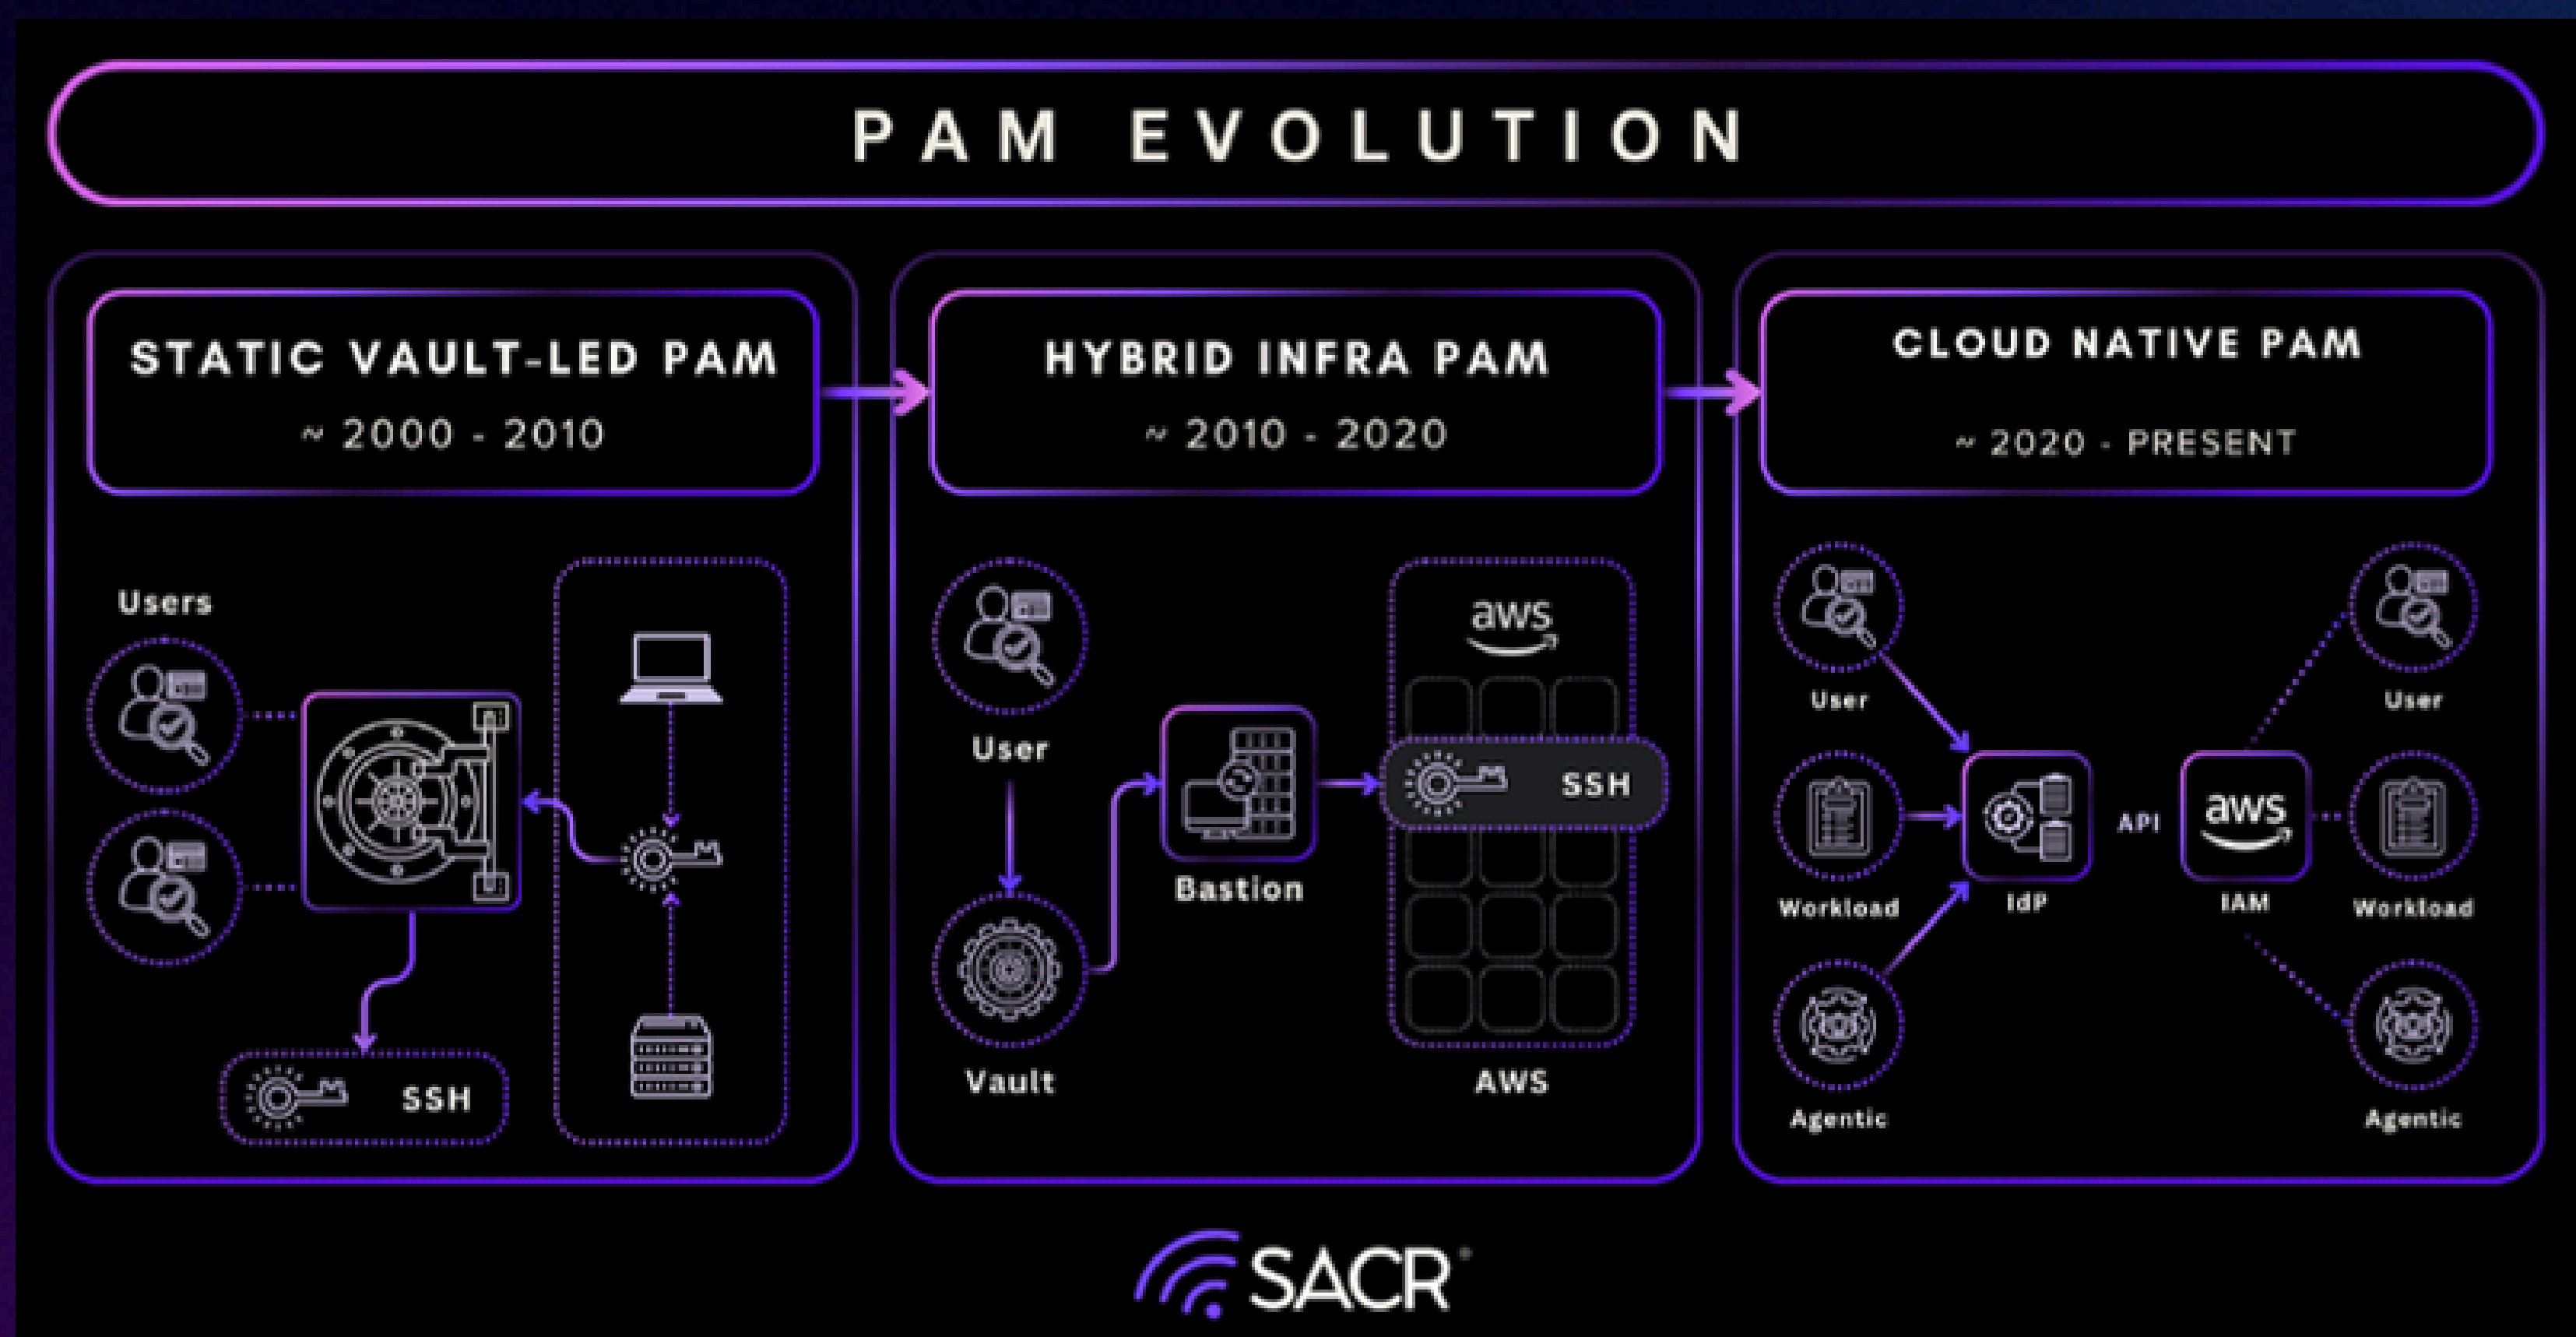 PAM EVOLUTION
STATIC VAULT-LED PAM
~ 2000 - 2010
Users
SSH
HYBRID INFRA PAM
~ 2010 - 2020
User
Vault
Bastion
aws
SSH
AWS
CLOUD NATIVE PAM
~ 2020 - PRESENT
User
Workload
Agentic
IdP
API
aws
IAM
User
Workload
Agentic
SACR